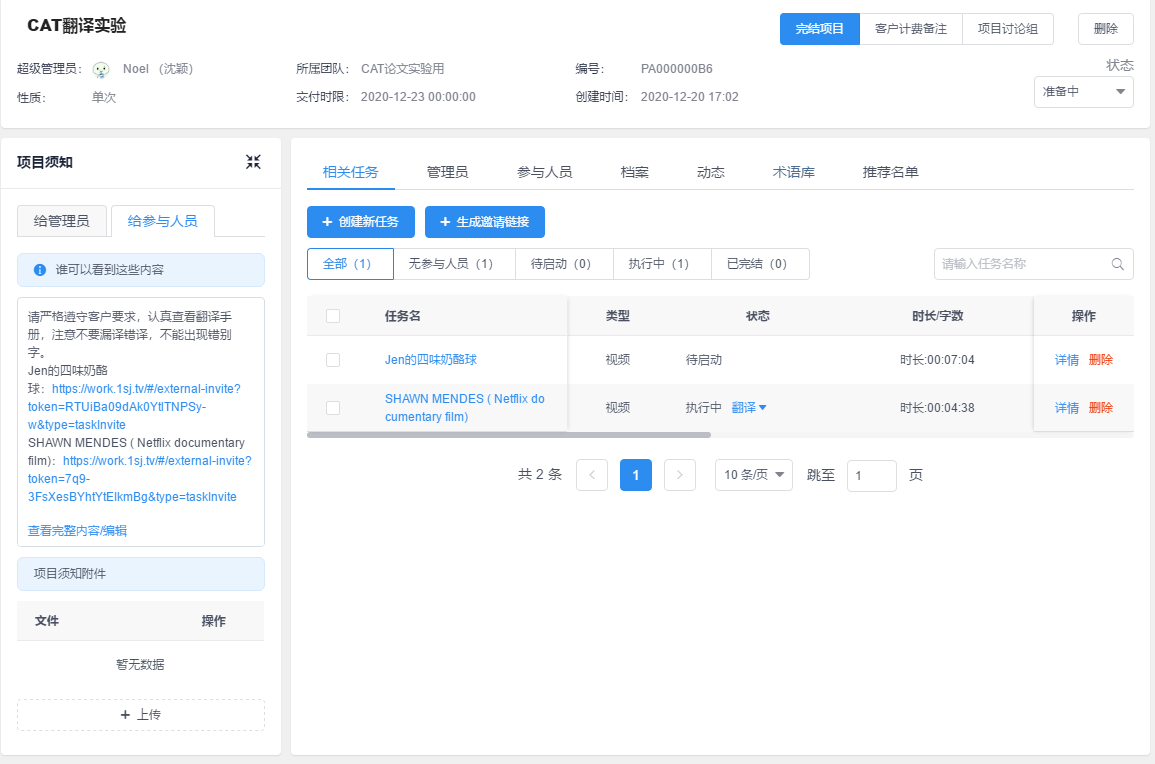 CAT翻译实验
完结项目 客户计费备注 项目讨论组 删除
超级管理员： Noel （沈颖） 所属团队： CAT论文实验用 编号： PA000000B6 状态
性质： 单次 交付时限： 2020-12-23 00:00:00 创建时间： 2020-12-20 17:02 准备中
项目须知
给管理员 给参与人员
谁可以看到这些内容
请严格遵守客户要求，认真查看翻译手
册，注意不要漏译错译，不能出现错别
字。
Jen的四味奶酪
球：https://work.1sj.tv/#/external-invite?
token=RTUiBa09dAk0YtlTNPSy-
w&type=taskInvite
SHAWN MENDES ( Netflix documentary
film)：https://work.1sj.tv/#/external-invite?
token=7q9-
3FsXesBYhtYtElkmBg&type=taskInvite
查看完整内容/编辑
项目须知附件
文件 操作
暂无数据
+ 上传
相关任务 管理员 参与人员 档案 动态 术语库 推荐名单
+ 创建新任务 + 生成邀请链接
全部（1） 无参与人员（1） 待启动（0） 执行中（1） 已完结（0） 请输入任务名称
任务名 类型 状态 时长/字数 操作
Jen的四味奶酪球 视频 待启动 时长:00:07:04 详情 删除
SHAWN MENDES ( Netflix do
cumentary film) 视频 执行中 翻译 时长:00:04:38 详情 删除
共 2 条 < 1 > 10 条/页 跳至 1 页